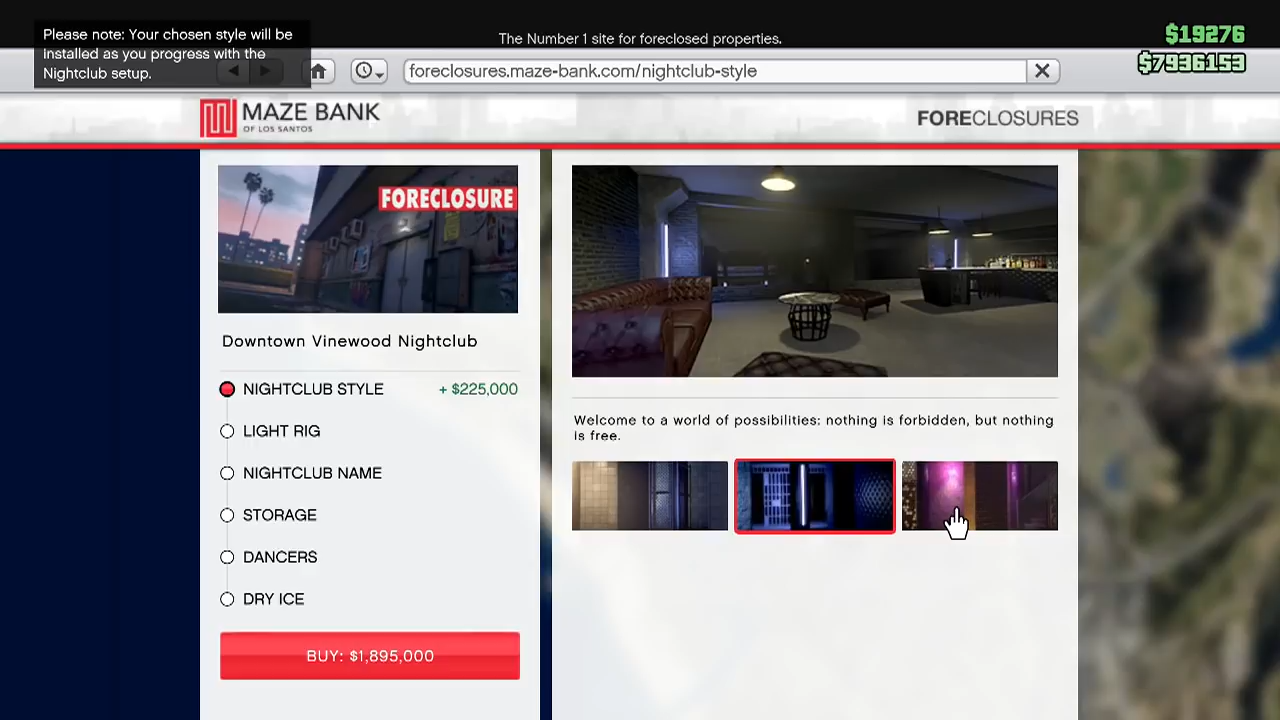 Please note: Your chosen style will be
installed as you progress with the
Nightclub setup.
The Number 1 site for foreclosed properties.
$19276
$7936153
foreclosures.maze-bank.com/nightclub-style
MAZE BANK
OF LOS SANTOS
FORECLOSURES
FORECLOSURE
Downtown Vinewood Nightclub
NIGHTCLUB STYLE + $225,000
LIGHT RIG
NIGHTCLUB NAME
STORAGE
DANCERS
DRY ICE
BUY: $1,895,000
Welcome to a world of possibilities: nothing is forbidden, but nothing
is free.